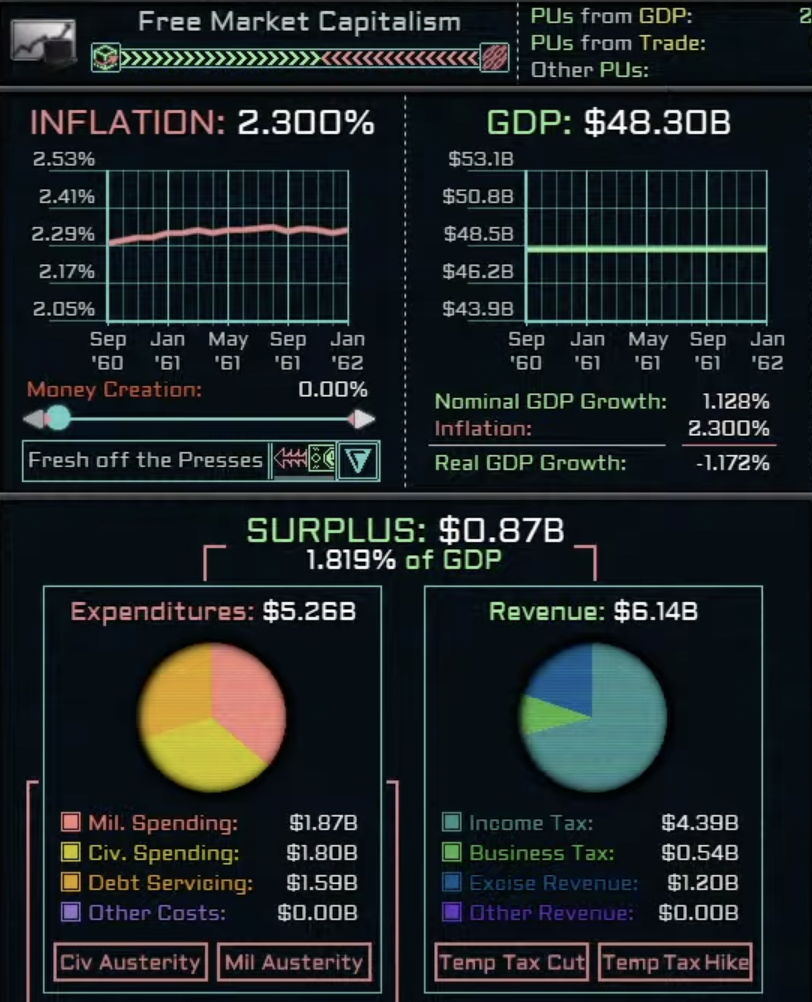 Free Market Capitalism
PUs from GDP: 2
PUs from Trade:
Other PUs:
INFLATION: 2.300%
2.53%
2.41%
2.29%
2.17%
2.05%
Sep Jan May Sep Jan
'60 '61 '61 '61 '62
Money Creation: 0.00%
Fresh off the Presses
GDP: $48.30B
$53.1B
$50.8B
$48.5B
$46.2B
$43.9B
Sep Jan May Sep Jan
'60 '61 '61 '61 '62
Nominal GDP Growth: 1.128%
Inflation: 2.300%
Real GDP Growth: -1.172%
SURPLUS: $0.87B
1.819% of GDP
Expenditures: $5.26B
Mil. Spending: $1.87B
Civ. Spending: $1.80B
Debt Servicing: $1.59B
Other Costs: $0.00B
Civ Austerity Mil Austerity
Revenue: $6.14B
Income Tax: $4.39B
Business Tax: $0.54B
Excise Revenue: $1.20B
Other Revenue: $0.00B
Temp Tax Cut Temp Tax Hike